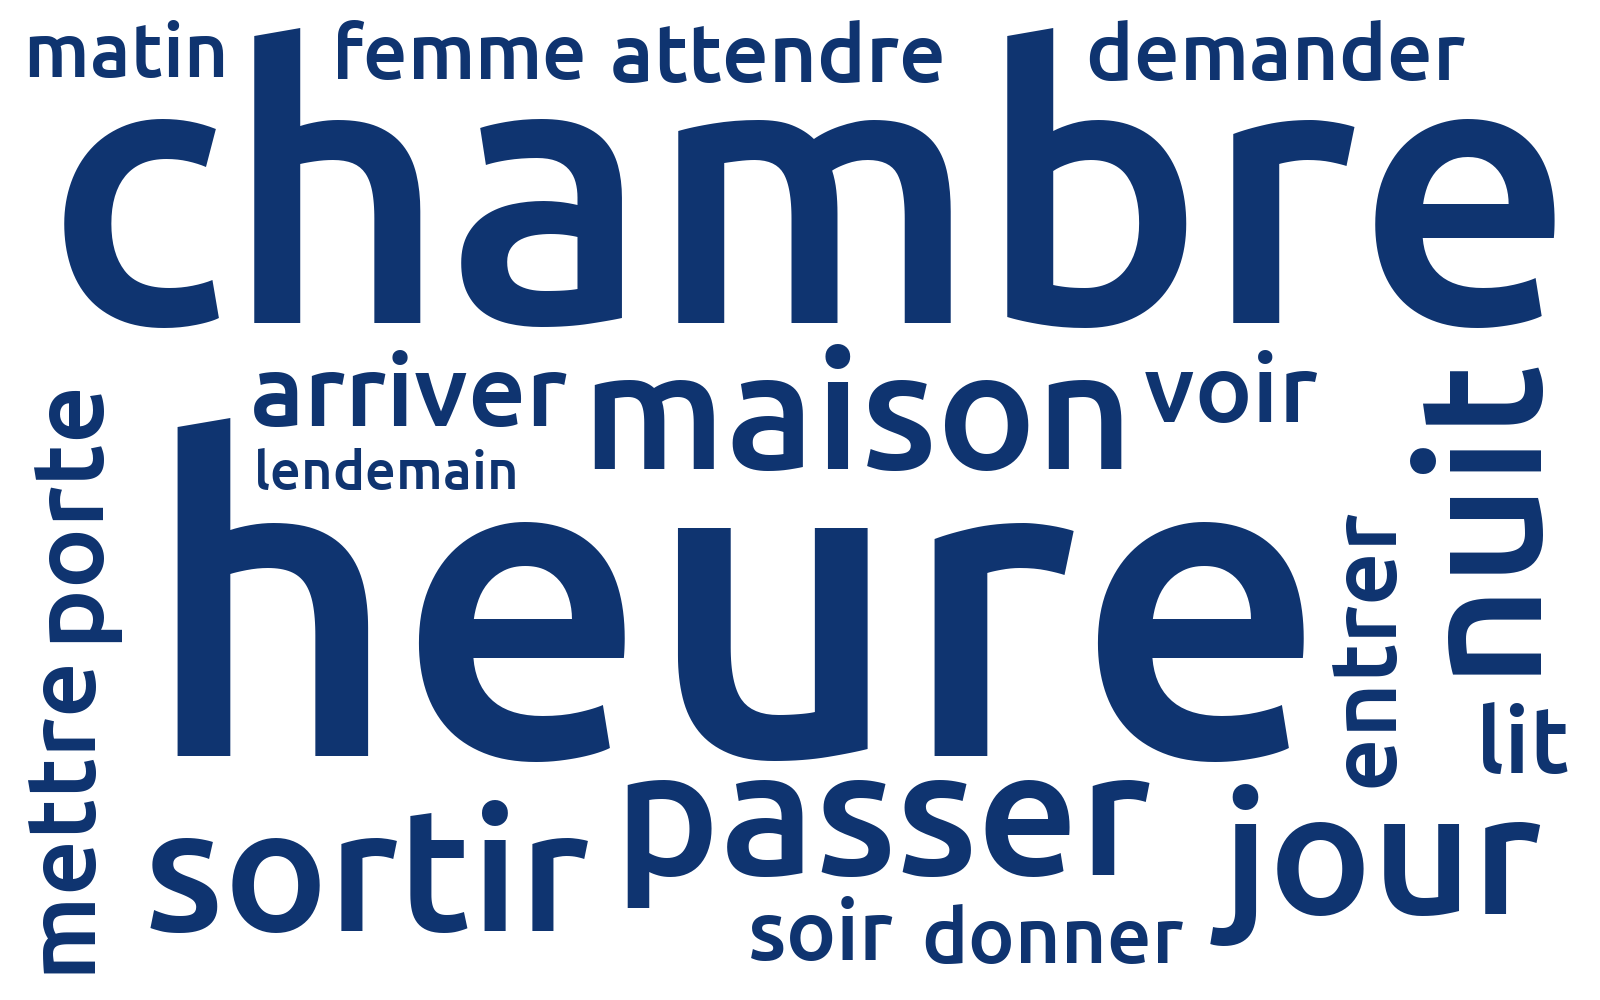 matin femme attendre demander
chambre
arriver maison voir
lendemain
nuit
porte
heure
entrer
mettre
lit
sortir passer jour
soir donner